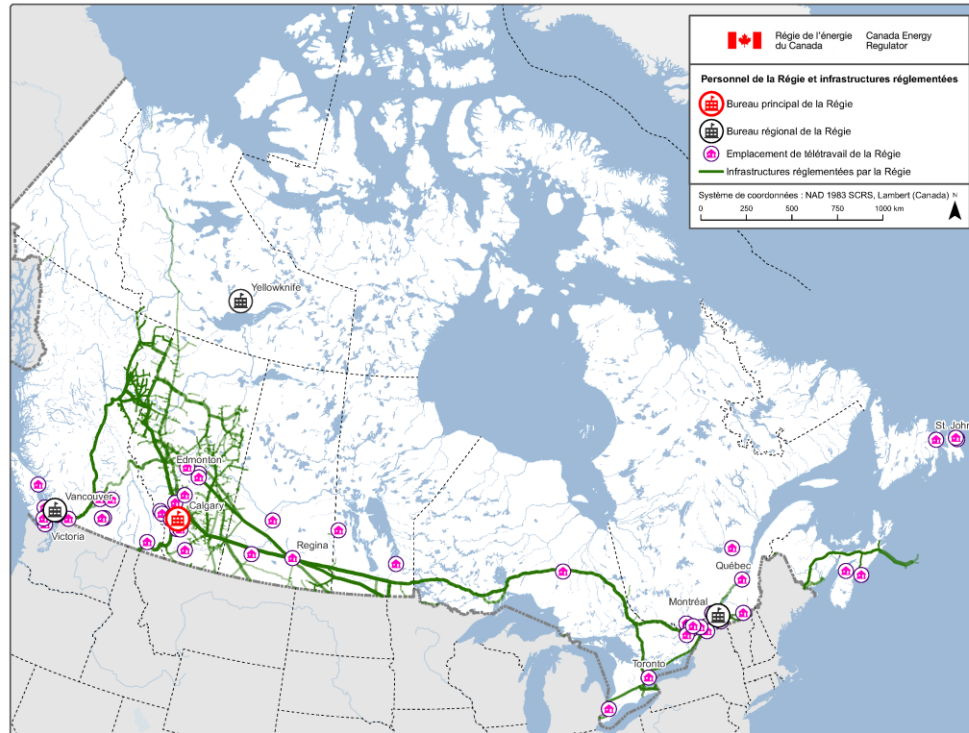 Régie de l'énergie
du Canada
Canada Energy
Regulator
Personnel de la Régie et infrastructures réglementées
Bureau principal de la Régie
Bureau régional de la Régie
Emplacement de télétravail de la Régie
Infrastructures réglementées par la Régie
Système de coordonnées : NAD 1983 SCRS, Lambert (Canada)
N
0 250 500 1000 km
Yellowknife
St. John
Edmonton
Vancouver
Calgary
Victoria
Regina
Québec
Montréal
Toronto